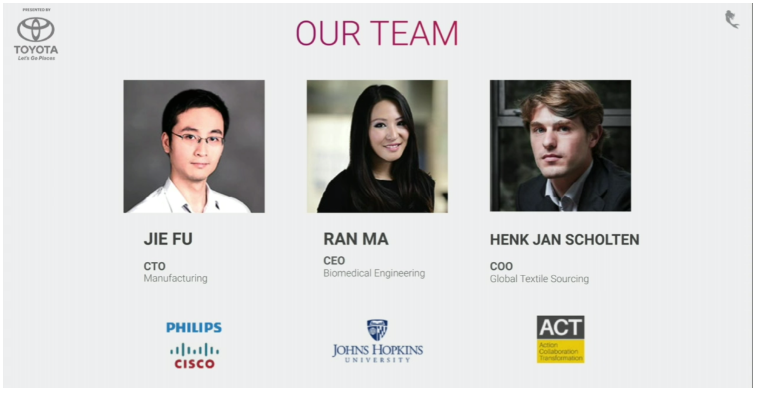 PRESENTED BY
TOYOTA
Let's Go Places
OUR TEAM
JIE FU
CTO
Manufacturing
RAN MA
CEO
Biomedical Engineering
HENK JAN SCHOLTEN
COO
Global Textile Sourcing
PHILIPS
CISCO
JOHNS HOPKINS
UNIVERSITY
ACT
Action
Collaboration
Transformation